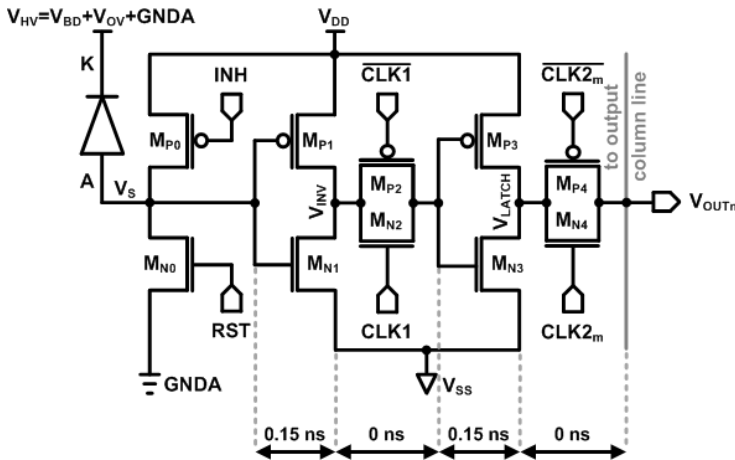 V_HV=V_BD+V_OV+GNDA
V_DD
K
INH
CLK1
CLK2_m
to output
column line
M_P0
M_P1
M_P3
A
V_S
M_P2
M_P4
V_INV
V_LATCH
V_OUTn
M_N2
M_N4
M_N0
M_N1
M_N3
RST
CLK1
CLK2_m
GNDA
V_SS
0.15 ns
0 ns
0.15 ns
0 ns